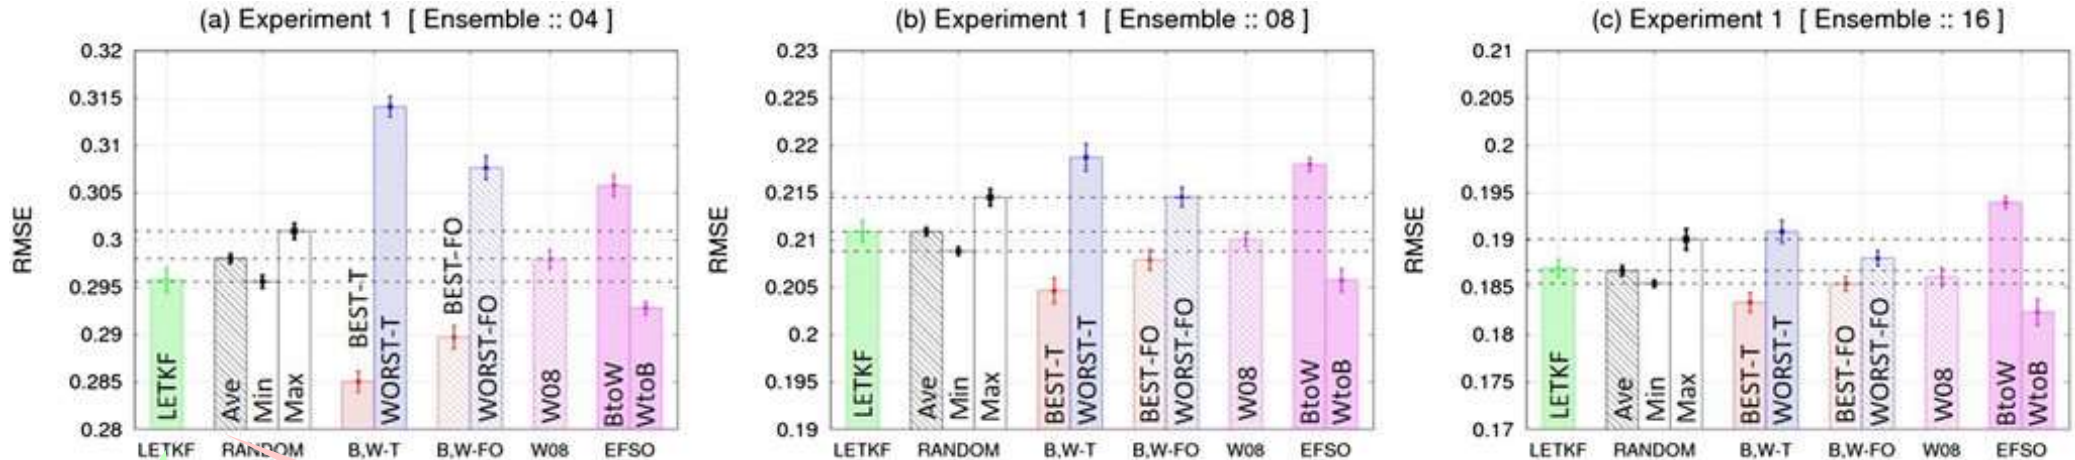 (a) Experiment 1 [ Ensemble :: 04 ]
RMSE
0.32
0.315
0.31
0.305
0.3
0.295
0.29
0.285
0.28
LETKF
Ave
Min
Max
BEST-T
WORST-T
BEST-FO
WORST-FO
W08
BtoW
WtoB
LETKF RANDOM B,W-T B,W-FO W08 EFSO
(b) Experiment 1 [ Ensemble :: 08 ]
RMSE
0.23
0.225
0.22
0.215
0.21
0.205
0.2
0.195
0.19
LETKF
Ave
Min
Max
BEST-T
WORST-T
BEST-FO
WORST-FO
W08
BtoW
WtoB
LETKF RANDOM B,W-T B,W-FO W08 EFSO
(c) Experiment 1 [ Ensemble :: 16 ]
RMSE
0.21
0.205
0.2
0.195
0.19
0.185
0.18
0.175
0.17
LETKF
Ave
Min
Max
BEST-T
WORST-T
BEST-FO
WORST-FO
W08
BtoW
WtoB
LETKF RANDOM B,W-T B,W-FO W08 EFSO